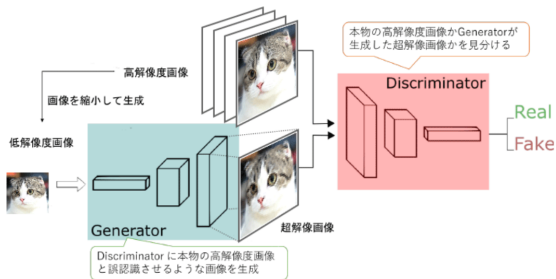 本物の高解像度画像かGeneratorが
生成した超解像画像かを見分ける
高解像度画像
Discriminator
画像を縮小して生成
Real
低解像度画像
Fake
超解像画像
Generator
Discriminator に本物の高解像度画像
と誤認識させるような画像を生成